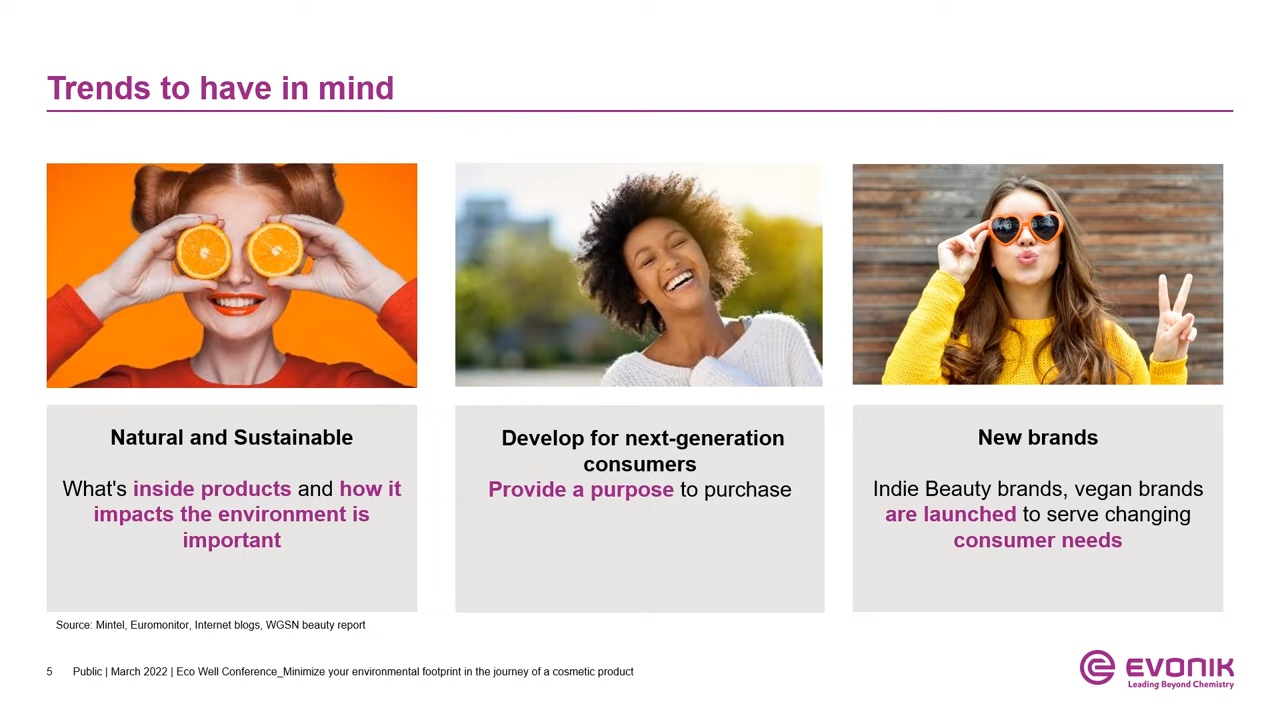 Trends to have in mind
Natural and Sustainable
What's inside products and how it
impacts the environment is
important
Develop for next-generation
consumers
Provide a purpose to purchase
New brands
Indie Beauty brands, vegan brands
are launched to serve changing
consumer needs
Source: Mintel, Euromonitor, Internet blogs, WGSN beauty report
5 Public | March 2022 | Eco Well Conference_Minimize your environmental footprint in the journey of a cosmetic product
EVONIK
Leading Beyond Chemistry